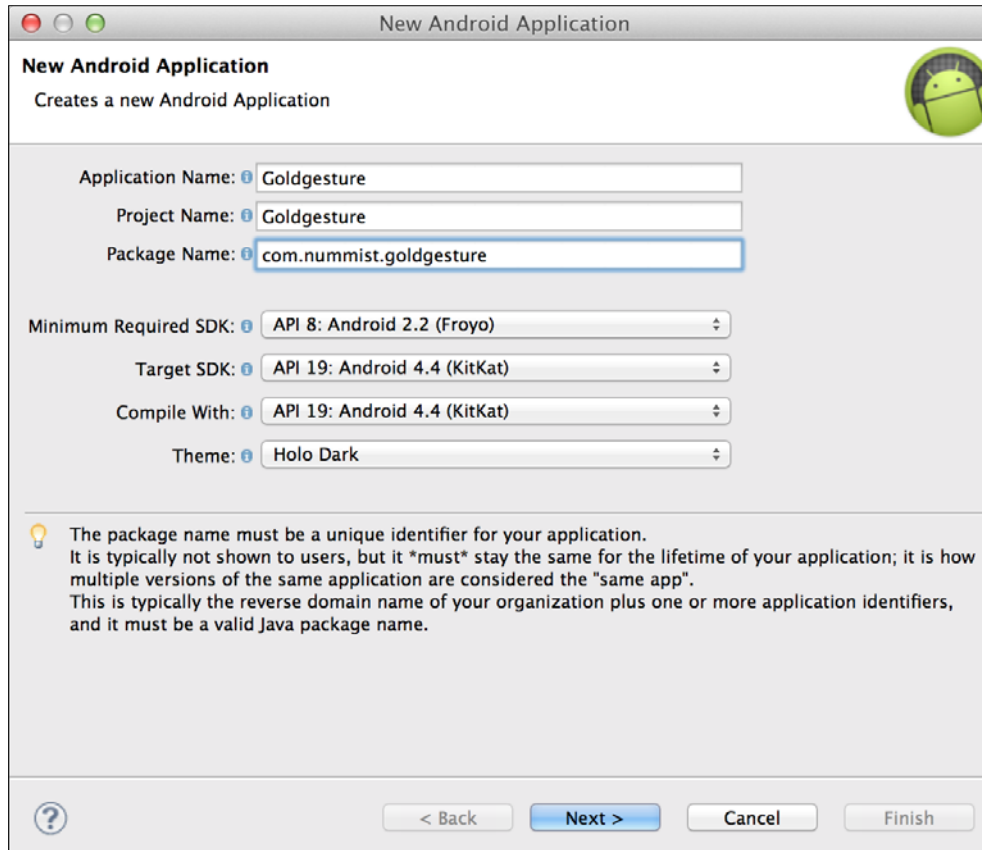 New Android Application
New Android Application
Creates a new Android Application
Application Name: Goldgesture
Project Name: Goldgesture
Package Name: com.nummist.goldgesture
Minimum Required SDK: API 8: Android 2.2 (Froyo)
Target SDK: API 19: Android 4.4 (KitKat)
Compile With: API 19: Android 4.4 (KitKat)
Theme: Holo Dark
The package name must be a unique identifier for your application.
It is typically not shown to users, but it *must* stay the same for the lifetime of your application; it is how
multiple versions of the same application are considered the "same app".
This is typically the reverse domain name of your organization plus one or more application identifiers,
and it must be a valid Java package name.
? < Back Next > Cancel Finish